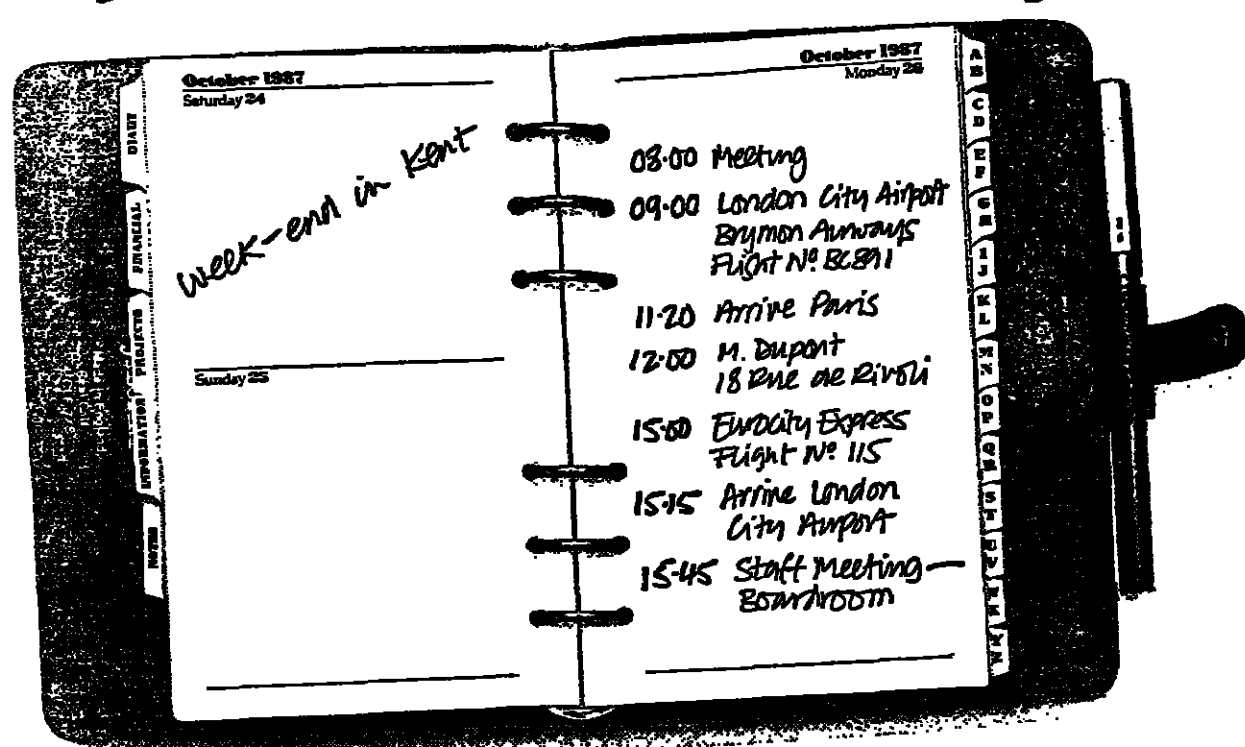 October 1987
Saturday 24
week-end in Kent
Sunday 25
October 1987
Monday 26
08·00 Meeting
09·00 London City Airport
Brymon Airways
Flight Nº BC891
11·20 Arrive Paris
12·00 M. Dupont
18 Rue de Rivoli
15·00 Eurocity Express
Flight Nº 115
15·15 Arrive London
City Airport
15·45 Staff Meeting —
Boardroom
DIARY
FINANCIAL
PROJECTS
INFORMATION
NOTES
AB
CD
EF
GH
IJ
KL
MN
OP
QR
ST
UV